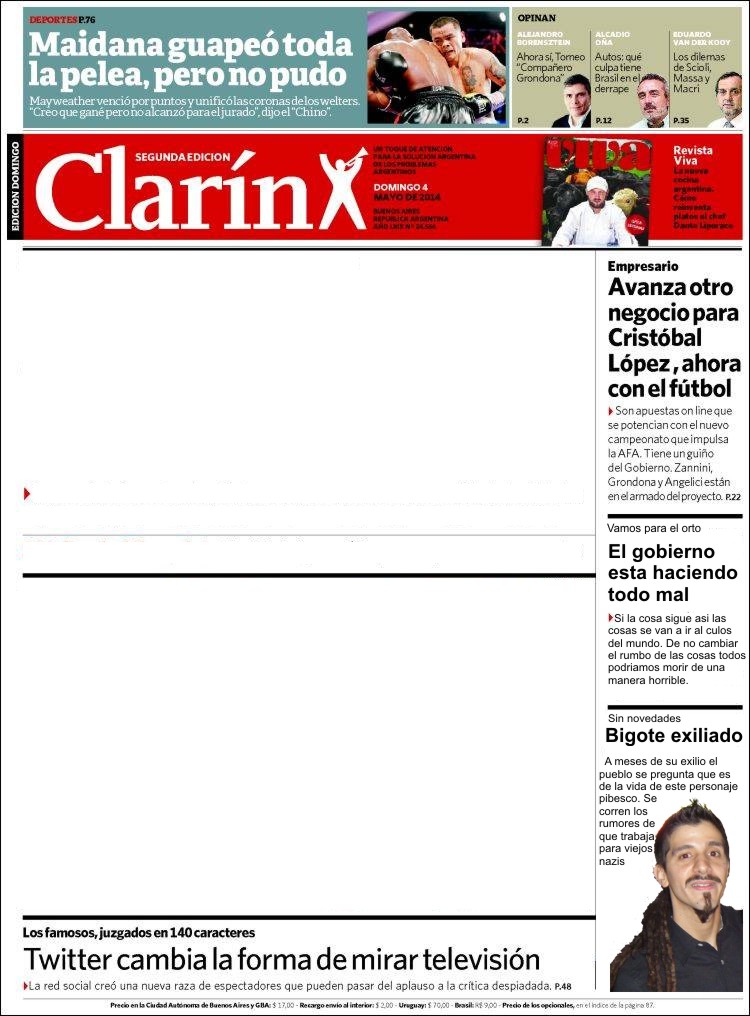 DEPORTES P.76
Maidana guapeó toda
la pelea, pero no pudo
Mayweather venció por puntos y unificó las coronas de los welters.
“Creo que gané pero no alcanzó para el jurado”, dijo el “Chino”.
OPINAN
ALEJANDRO
BORENSZTEIN
Ahora sí, Torneo
“Compañero
Grondona”
P.2
ALCADIO
OÑA
Autos: qué
culpa tiene
Brasil en el
derrape
P.12
EDUARDO
VAN DER KOOY
Los dilemas
de Scioli,
Massa y
Macri
P.35
EDICION DOMINGO
SEGUNDA EDICION
Clarín
UN TOQUE DE ATENCION
PARA LA SOLUCION ARGENTINA
DE LOS PROBLEMAS
ARGENTINOS
DOMINGO 4
MAYO DE 2014
BUENOS AIRES
REPUBLICA ARGENTINA
AÑO LXIX Nº 24.556
viva
Revista
Viva
La nueva
cocina
argentina.
Cómo
reinventa
platos el chef
Dante Liporace
Empresario
Avanza otro
negocio para
Cristóbal
López, ahora
con el fútbol
Son apuestas on line que
se potencian con el nuevo
campeonato que impulsa
la AFA. Tiene un guiño
del Gobierno. Zannini,
Grondona y Angelici están
en el armado del proyecto. P.22
Vamos para el orto
El gobierno
esta haciendo
todo mal
Si la cosa sigue asi las
cosas se van a ir al culos
del mundo. De no cambiar
el rumbo de las cosas todos
podriamos morir de una
manera horrible.
Sin novedades
Bigote exiliado
A meses de su exilio el
pueblo se pregunta que es
de la vida de este personaje
pibesco. Se
corren los
rumores de
que trabaja
para viejos
nazis
Los famosos, juzgados en 140 caracteres
Twitter cambia la forma de mirar televisión
La red social creó una nueva raza de espectadores que pueden pasar del aplauso a la crítica despiadada. P.48
Precio en la Ciudad Autónoma de Buenos Aires y GBA: $ 17,00 - Recargo envío al interior: $ 2,00 - Uruguay: $ 70,00 - Brasil: R$ 9,00 - Precio de los opcionales, en el índice de la página 87.